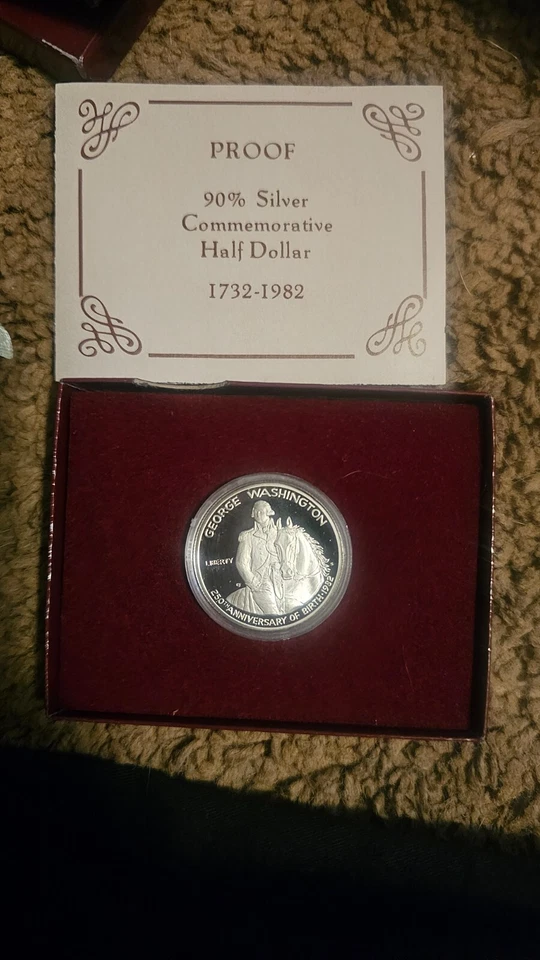 PROOF
90% Silver
Commemorative
Half Dollar
1732-1982
GEORGE WASHINGTON
LIBERTY
250TH ANNIVERSARY OF BIRTH·1982